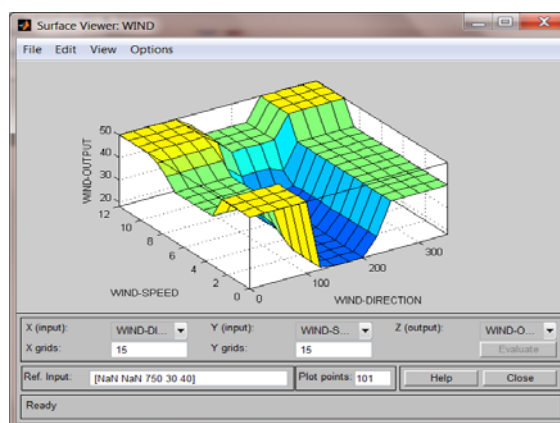 Surface Viewer: WIND
File Edit View Options
50
40
30
20
WIND-OUTPUT
12
10
8
6
4
2
0
WIND-SPEED
0
100
200
300
WIND-DIRECTION
X (input): WIND-DI... Y (input): WIND-S... Z (output): WIND-O...
X grids: 15 Y grids: 15 Evaluate
Ref. Input: [NaN NaN 750 30 40] Plot points: 101 Help Close
Ready